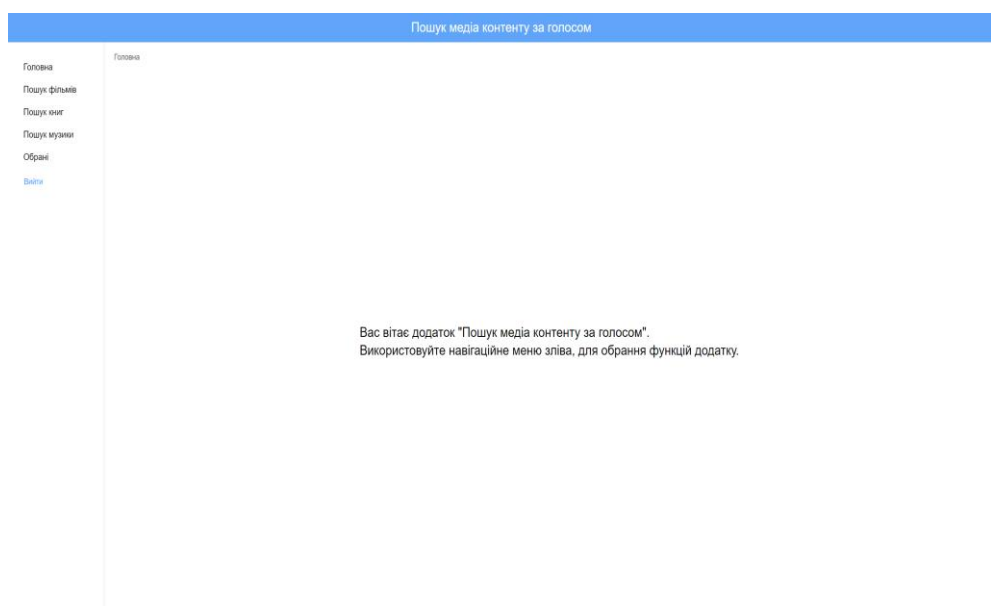 Пошук медіа контенту за голосом
Головна
Пошук фільмів
Пошук книг
Пошук музики
Обрані
Вийти
Головна
Вас вітає додаток "Пошук медіа контенту за голосом".
Використовуйте навігаційне меню зліва, для обрання функцій додатку.